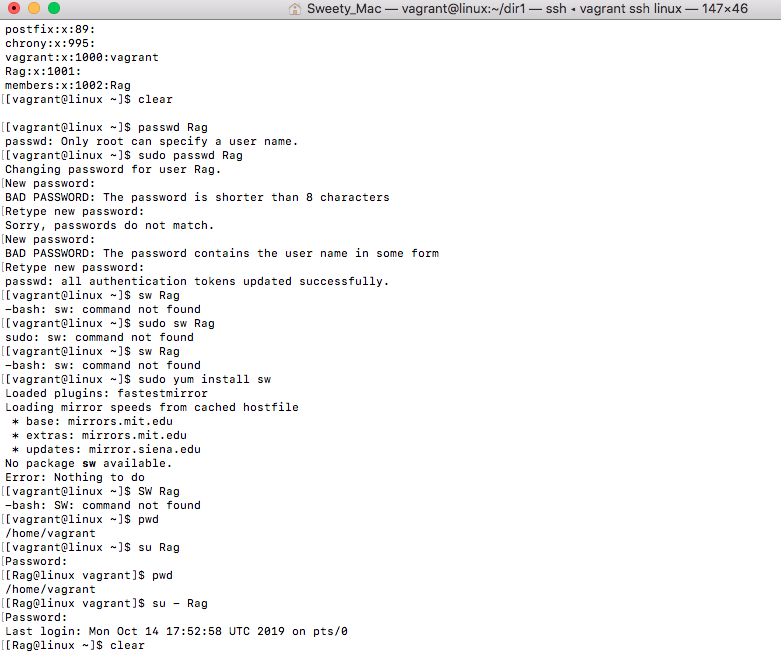 Sweety_Mac — vagrant@linux:~/dir1 — ssh ◂ vagrant ssh linux — 147×46
postfix:x:89:
chrony:x:995:
vagrant:x:1000:vagrant
Rag:x:1001:
members:x:1002:Rag
[[vagrant@linux ~]$ clear
[[vagrant@linux ~]$ passwd Rag
passwd: Only root can specify a user name.
[[vagrant@linux ~]$ sudo passwd Rag
Changing password for user Rag.
[New password:
BAD PASSWORD: The password is shorter than 8 characters
[Retype new password:
Sorry, passwords do not match.
[New password:
BAD PASSWORD: The password contains the user name in some form
[Retype new password:
passwd: all authentication tokens updated successfully.
[[vagrant@linux ~]$ sw Rag
-bash: sw: command not found
[[vagrant@linux ~]$ sudo sw Rag
sudo: sw: command not found
[[vagrant@linux ~]$ sw Rag
-bash: sw: command not found
[[vagrant@linux ~]$ sudo yum install sw
Loaded plugins: fastestmirror
Loading mirror speeds from cached hostfile
 * base: mirrors.mit.edu
 * extras: mirrors.mit.edu
 * updates: mirror.siena.edu
No package sw available.
Error: Nothing to do
[[vagrant@linux ~]$ SW Rag
-bash: SW: command not found
[[vagrant@linux ~]$ pwd
/home/vagrant
[[vagrant@linux ~]$ su Rag
[Password:
[[Rag@linux vagrant]$ pwd
/home/vagrant
[[Rag@linux vagrant]$ su - Rag
[Password:
Last login: Mon Oct 14 17:52:58 UTC 2019 on pts/0
[[Rag@linux ~]$ clear